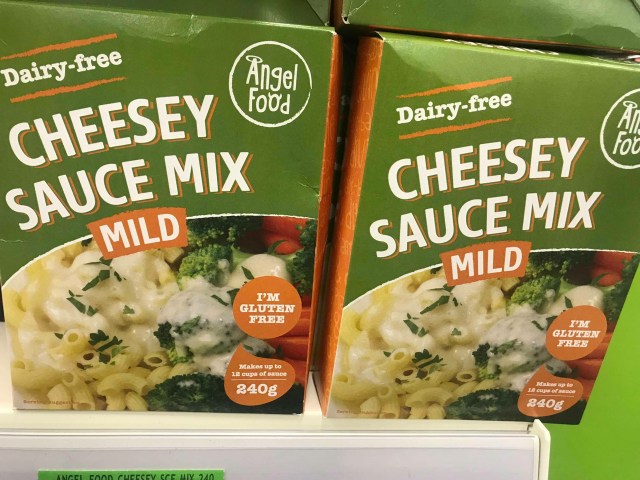 Dairy-free
Angel
Food
CHEESEY
SAUCE MIX
MILD
I'M
GLUTEN
FREE
Makes up to
12 cups of sauce
240g
Dairy-free
CHEESEY
SAUCE MIX
MILD
I'M
GLUTEN
FREE
Makes up to
12 cups of sauce
240g
ANGEL FOOD CHEESEY SCE MIX 240